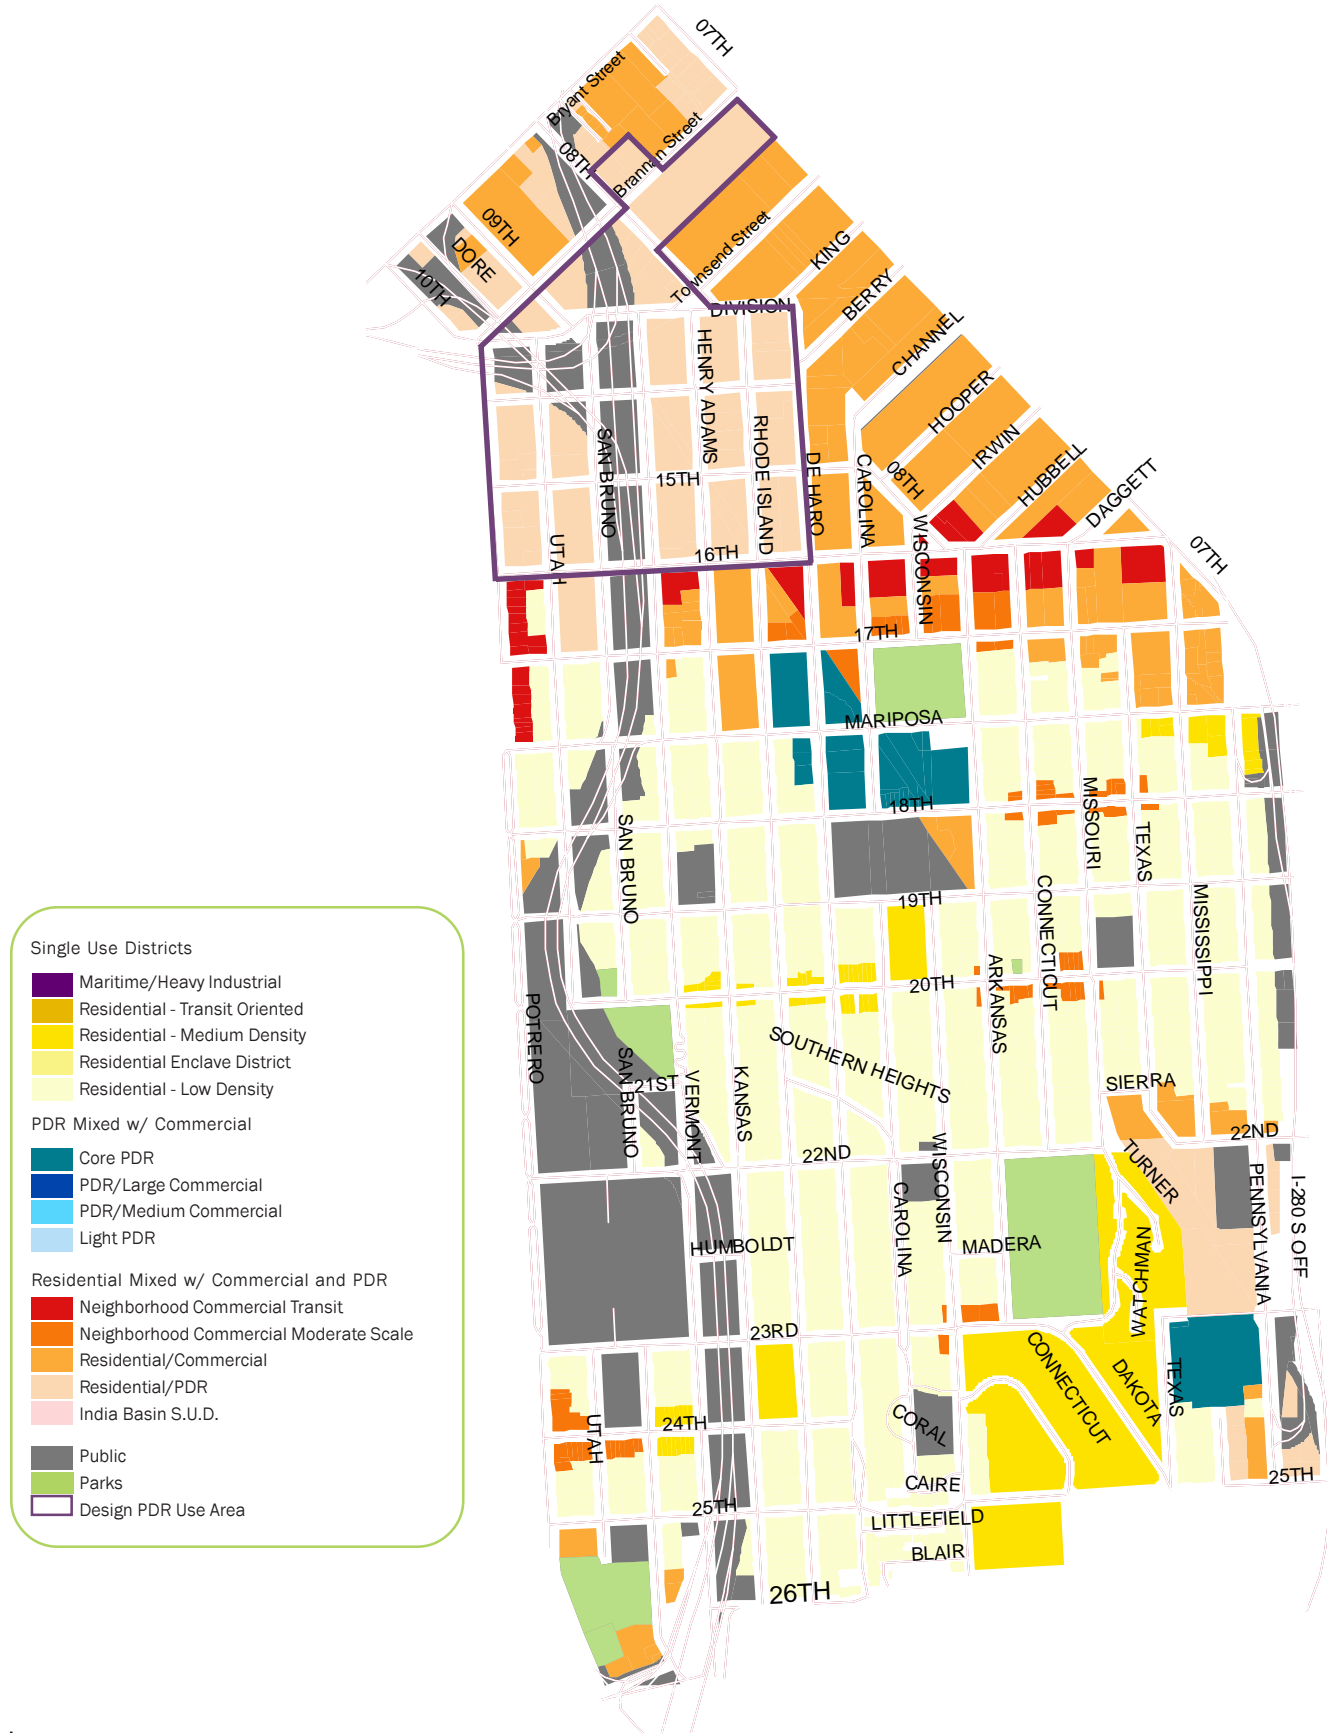 07TH
Bryant Street
08TH
Brannan Street
09TH
DORE
10TH
Townsend Street
KING
BERRY
DIVISION
CHANNEL
HENRY ADAMS
HOOPER
RHODE ISLAND
IRWIN
SAN BRUNO
DE HARO
CAROLINA
08TH
HUBBELL
DAGGETT
15TH
WISCONSIN
UTAH
16TH
07TH
17TH
MARIPOSA
MISSOURI
18TH
SAN BRUNO
TEXAS
CONNECTICUT
19TH
MISSISSIPPI
ARKANSAS
20TH
POTRERO
SOUTHERN HEIGHTS
SAN BRUNO
21ST
VERMONT
KANSAS
SIERRA
22ND
WISCONSIN
22ND
TURNER
CAROLINA
PENNSYLVANIA
I-280 S OFF
HUMBOLDT
MADERA
WATCHMAN
23RD
CONNECTICUT
DAKOTA
TEXAS
UTAH
24TH
CORAL
CAIRE
25TH
25TH
LITTLEFIELD
BLAIR
26TH
Single Use Districts
Maritime/Heavy Industrial
Residential - Transit Oriented
Residential - Medium Density
Residential Enclave District
Residential - Low Density
PDR Mixed w/ Commercial
Core PDR
PDR/Large Commercial
PDR/Medium Commercial
Light PDR
Residential Mixed w/ Commercial and PDR
Neighborhood Commercial Transit
Neighborhood Commercial Moderate Scale
Residential/Commercial
Residential/PDR
India Basin S.U.D.
Public
Parks
Design PDR Use Area